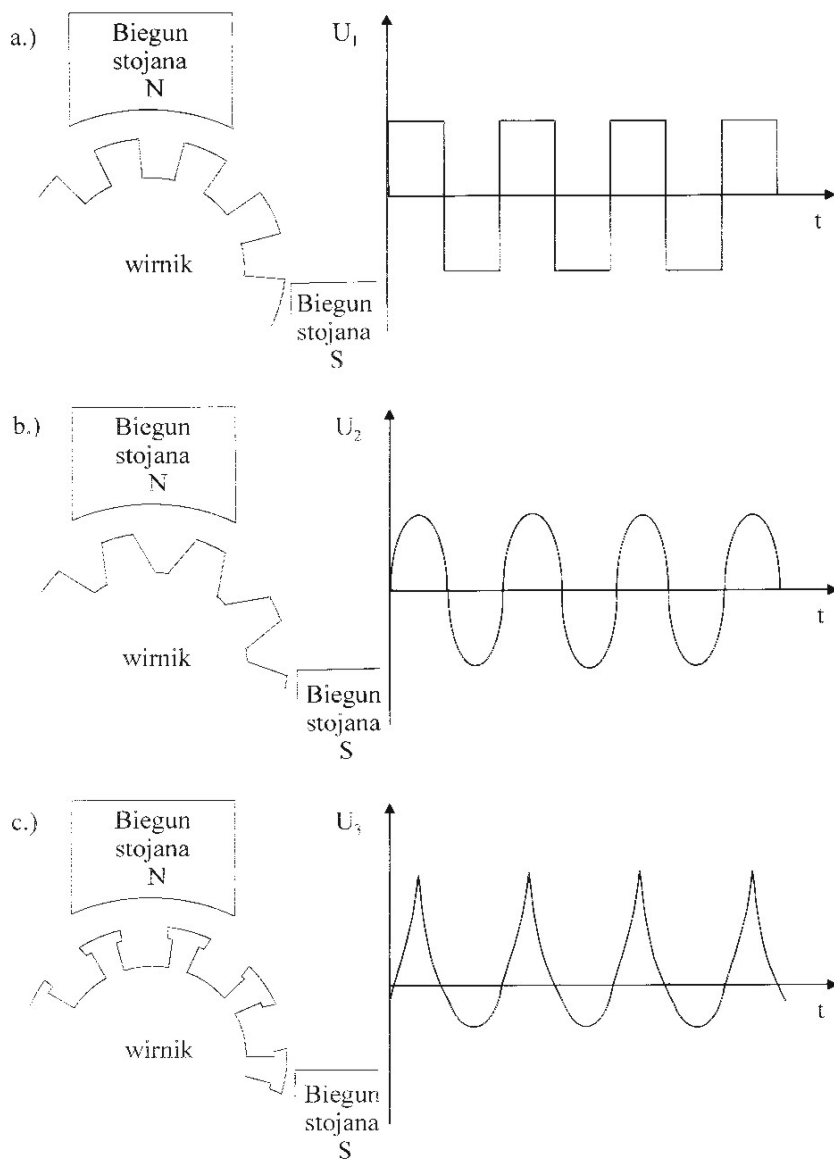 a.)
Biegun
stojana
N
U₁
t
wirnik
Biegun
stojana
S
b.)
Biegun
stojana
N
U₂
t
wirnik
Biegun
stojana
S
c.)
Biegun
stojana
N
U₃
t
wirnik
Biegun
stojana
S